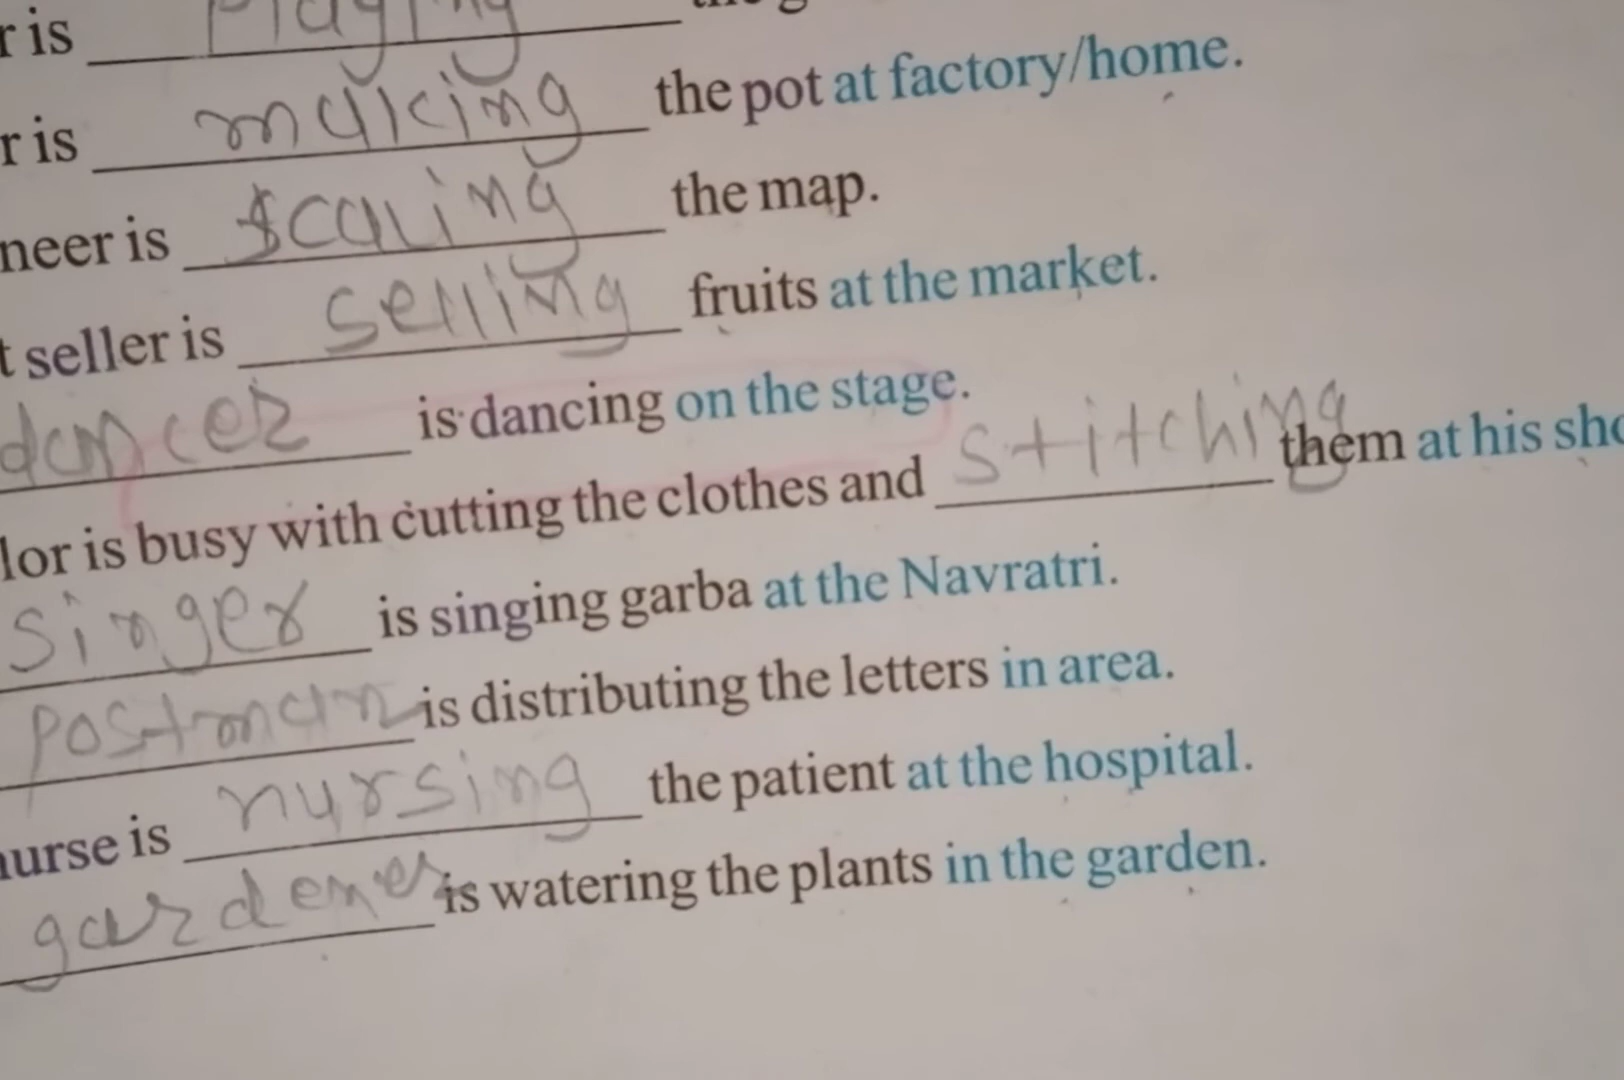 r is playing
r is making the pot at factory/home.
neer is scaling the map.
t seller is selling fruits at the market.
dancer is dancing on the stage.
lor is busy with cutting the clothes and stitching them at his sho
singer is singing garba at the Navratri.
postman is distributing the letters in area.
nurse is nursing the patient at the hospital.
gardener is watering the plants in the garden.